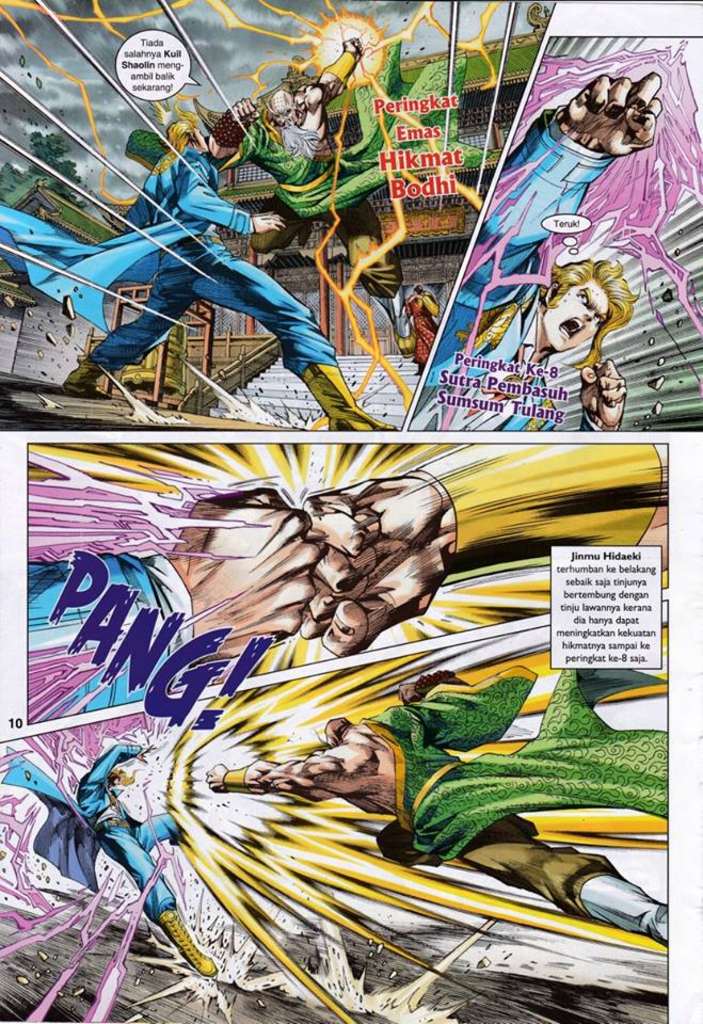 Tiada
salahnya Kuil
Shaolin meng-
ambil balik
sekarang!
Peringkat
Emas
Hikmat
Bodhi
Teruk!
Peringkat Ke-8
Sutra Pembasuh
Sumsum Tulang
Jinmu Hidaeki
terhumban ke belakang
sebaik saja tinjunya
bertembung dengan
tinju lawannya kerana
dia hanya dapat
meningkatkan kekuatan
hikmatnya sampai ke
peringkat ke-8 saja.
PANG!
10